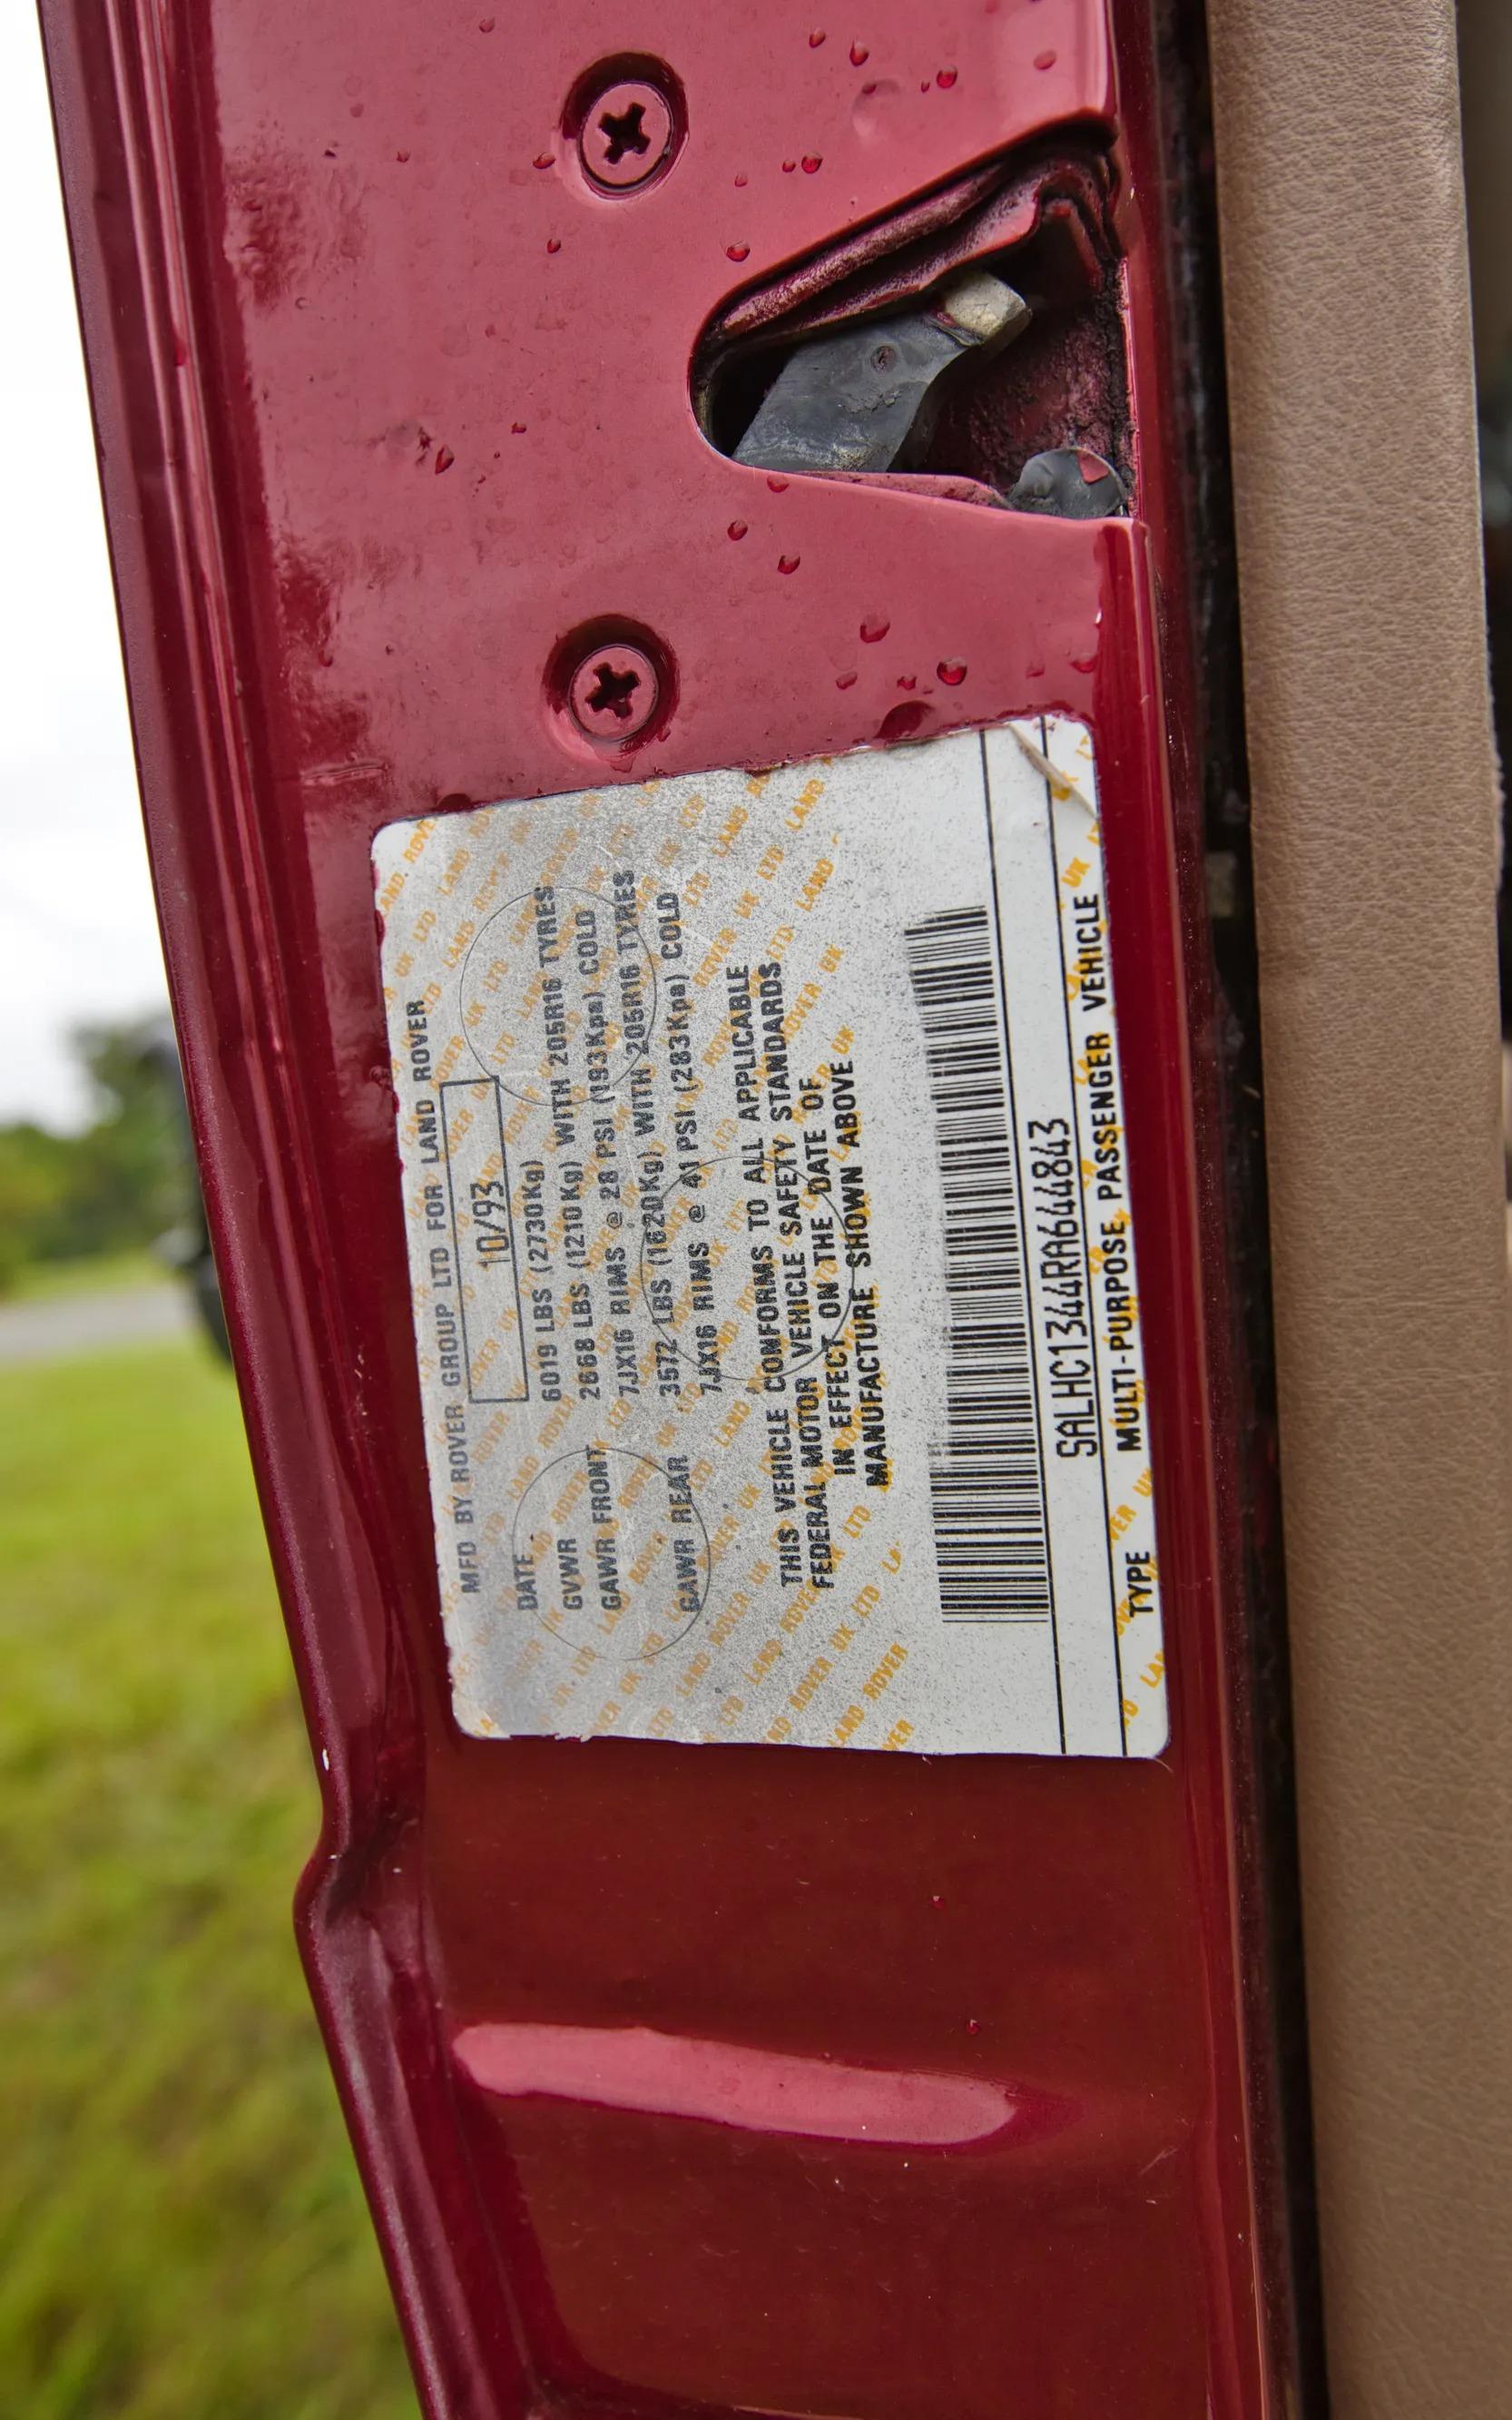 MFD BY ROVER GROUP LTD FOR LAND ROVER
DATE 10/93
GVWR 6019 LBS (2730Kg)
GAWR FRONT 2668 LBS (1210Kg) WITH 205R16 TYRES
7JX16 RIMS @ 28 PSI (193Kpa) COLD
GAWR REAR 3572 LBS (1620Kg) WITH 205R16 TYRES
7JX16 RIMS @ 41 PSI (283Kpa) COLD
THIS VEHICLE CONFORMS TO ALL APPLICABLE
FEDERAL MOTOR VEHICLE SAFETY STANDARDS
IN EFFECT ON THE DATE OF
MANUFACTURE SHOWN ABOVE
SALHC1344RA644843
TYPE MULTI-PURPOSE PASSENGER VEHICLE